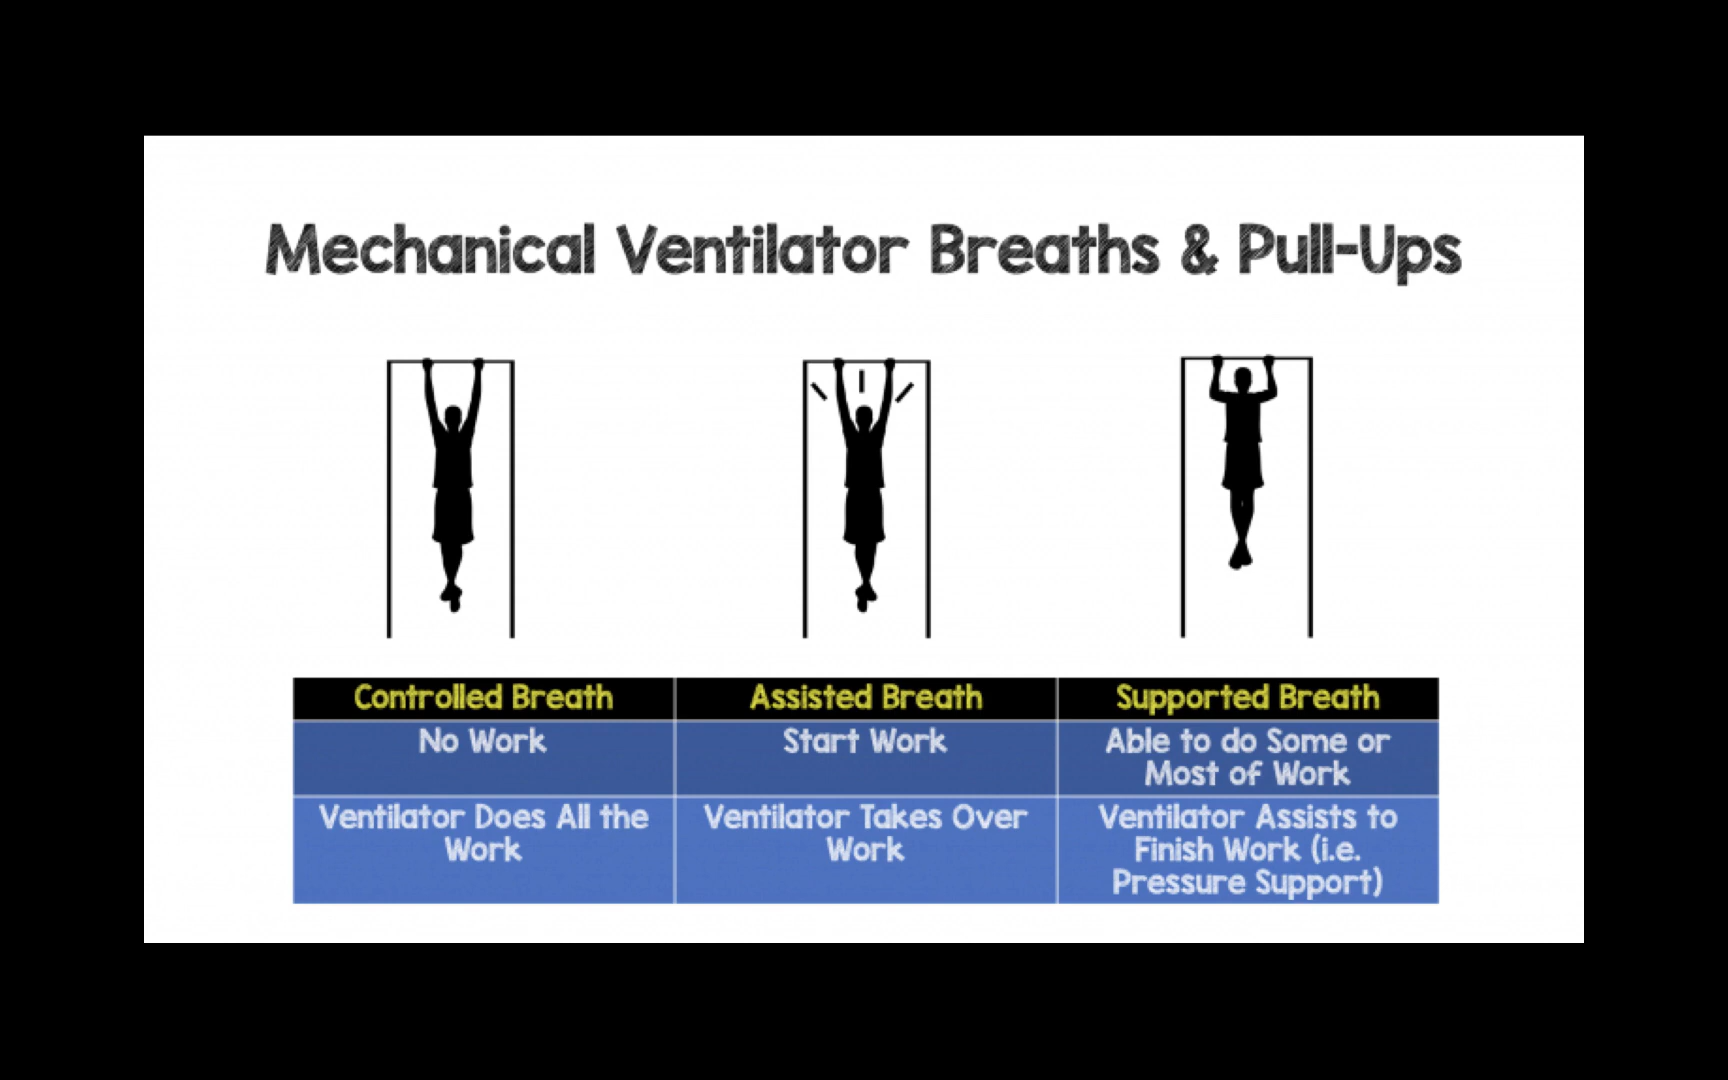 Mechanical Ventilator Breaths & Pull-Ups
Controlled Breath
Assisted Breath
Supported Breath
No Work
Start Work
Able to do Some or
Most of Work
Ventilator Does All the
Work
Ventilator Takes Over
Work
Ventilator Assists to
Finish Work (i.e.
Pressure Support)